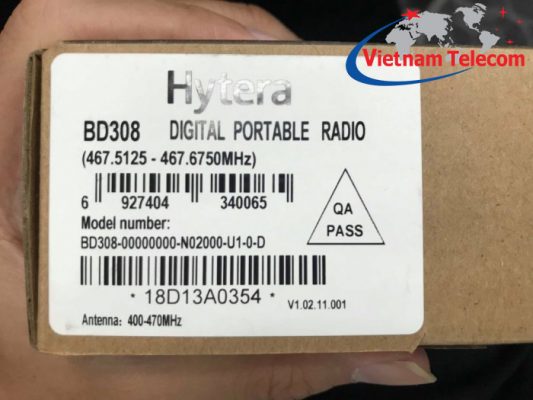 Vietnam Telecom
Hytera
BD308 DIGITAL PORTABLE RADIO
(467.5125 - 467.6750MHz)
6 927404 340065
QA
PASS
Model number:
BD308-00000000-N02000-U1-0-D
* 18D13A0354 *
V1.02.11.001
Antenna: 400-470MHz